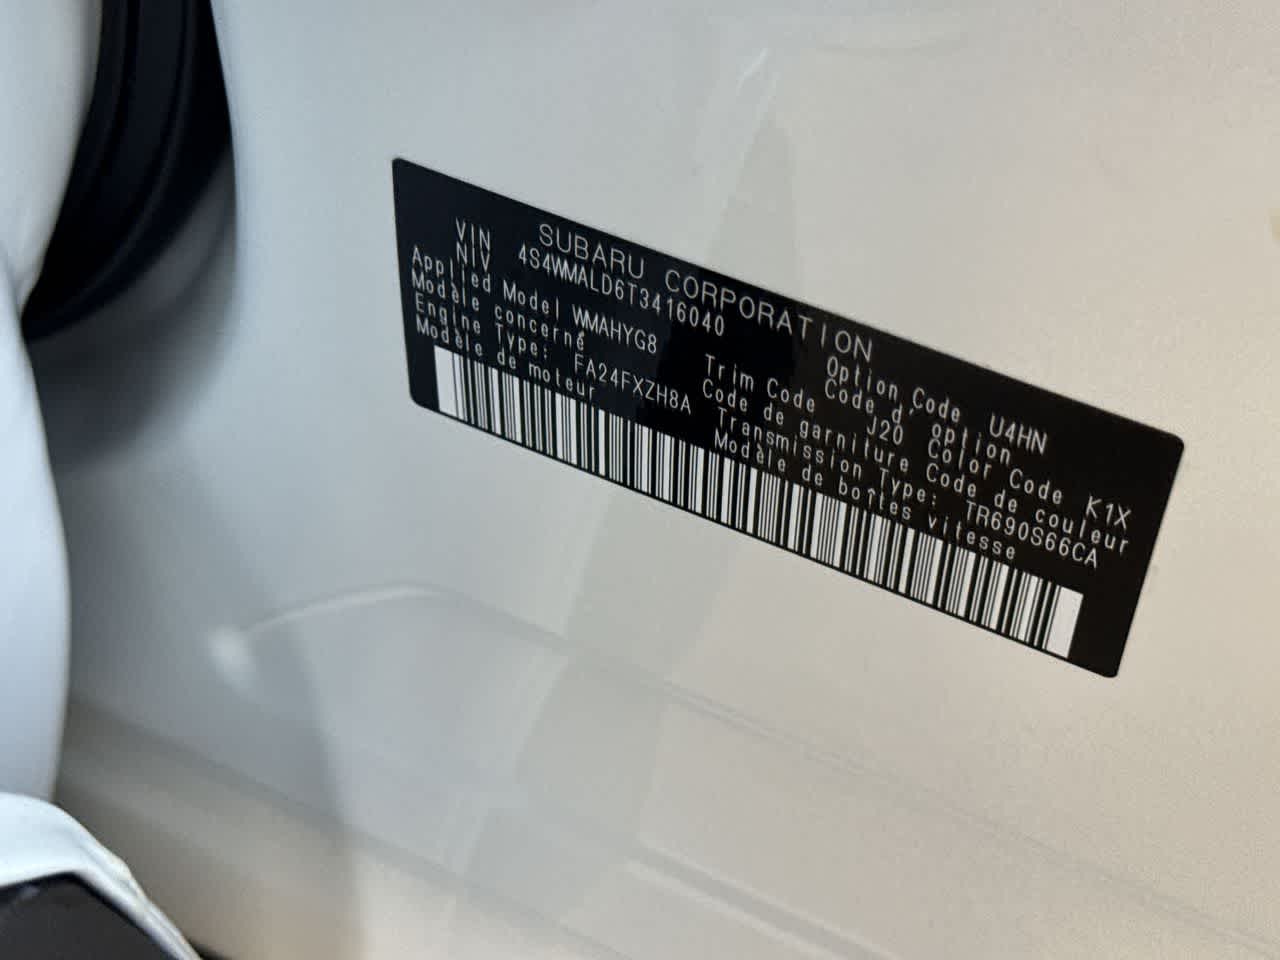 SUBARU CORPORATION
VIN
NIV 4S4WMALD6T3416040
Option Code U4HN
Code d'option
Applied Model WMAHYG8
Modèle concerné
Trim Code J20 Color Code K1X
Code de garniture Code de couleur
Engine Type: FA24FXZH8A Transmission Type: TR690S66CA
Modèle de moteur Modèle de boîtes vitesse